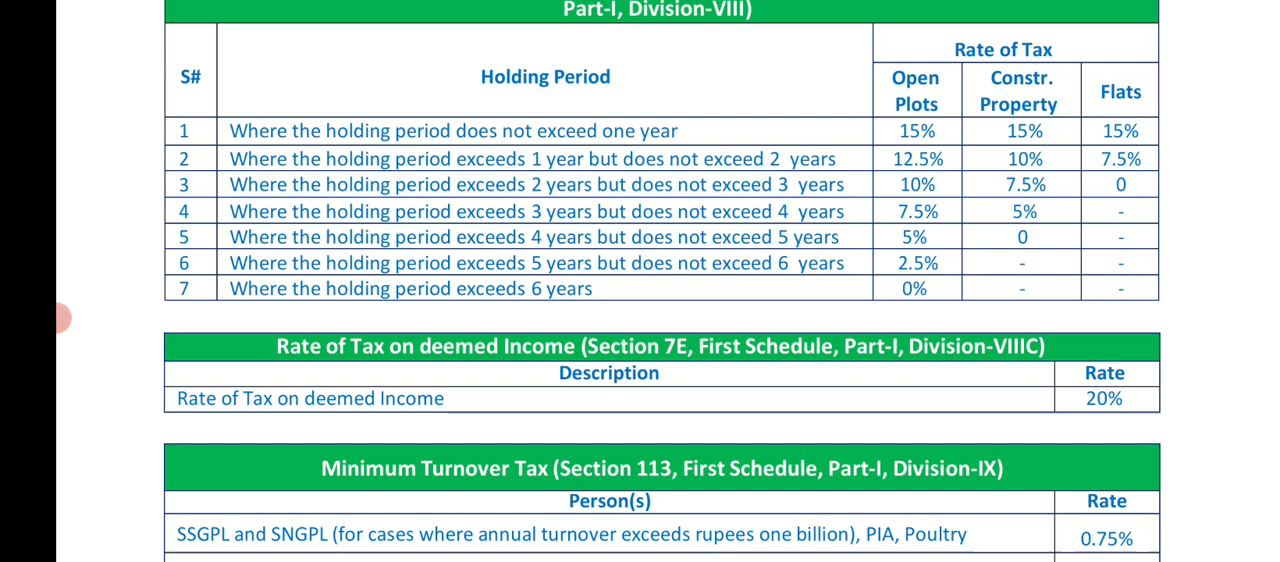 Part-I, Division-VIII)
S# Holding Period Rate of Tax
Open Plots Constr. Property Flats
1 Where the holding period does not exceed one year 15% 15% 15%
2 Where the holding period exceeds 1 year but does not exceed 2 years 12.5% 10% 7.5%
3 Where the holding period exceeds 2 years but does not exceed 3 years 10% 7.5% 0
4 Where the holding period exceeds 3 years but does not exceed 4 years 7.5% 5% -
5 Where the holding period exceeds 4 years but does not exceed 5 years 5% 0 -
6 Where the holding period exceeds 5 years but does not exceed 6 years 2.5% - -
7 Where the holding period exceeds 6 years 0% - -
Rate of Tax on deemed Income (Section 7E, First Schedule, Part-I, Division-VIIIC)
Description Rate
Rate of Tax on deemed Income 20%
Minimum Turnover Tax (Section 113, First Schedule, Part-I, Division-IX)
Person(s) Rate
SSGPL and SNGPL (for cases where annual turnover exceeds rupees one billion), PIA, Poultry 0.75%